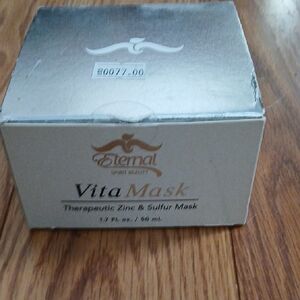 80077.00
Eternal
SPIRIT BEAUTY
Vita Mask
Therapeutic Zinc & Sulfur Mask
1.7 FL oz. / 50 mL